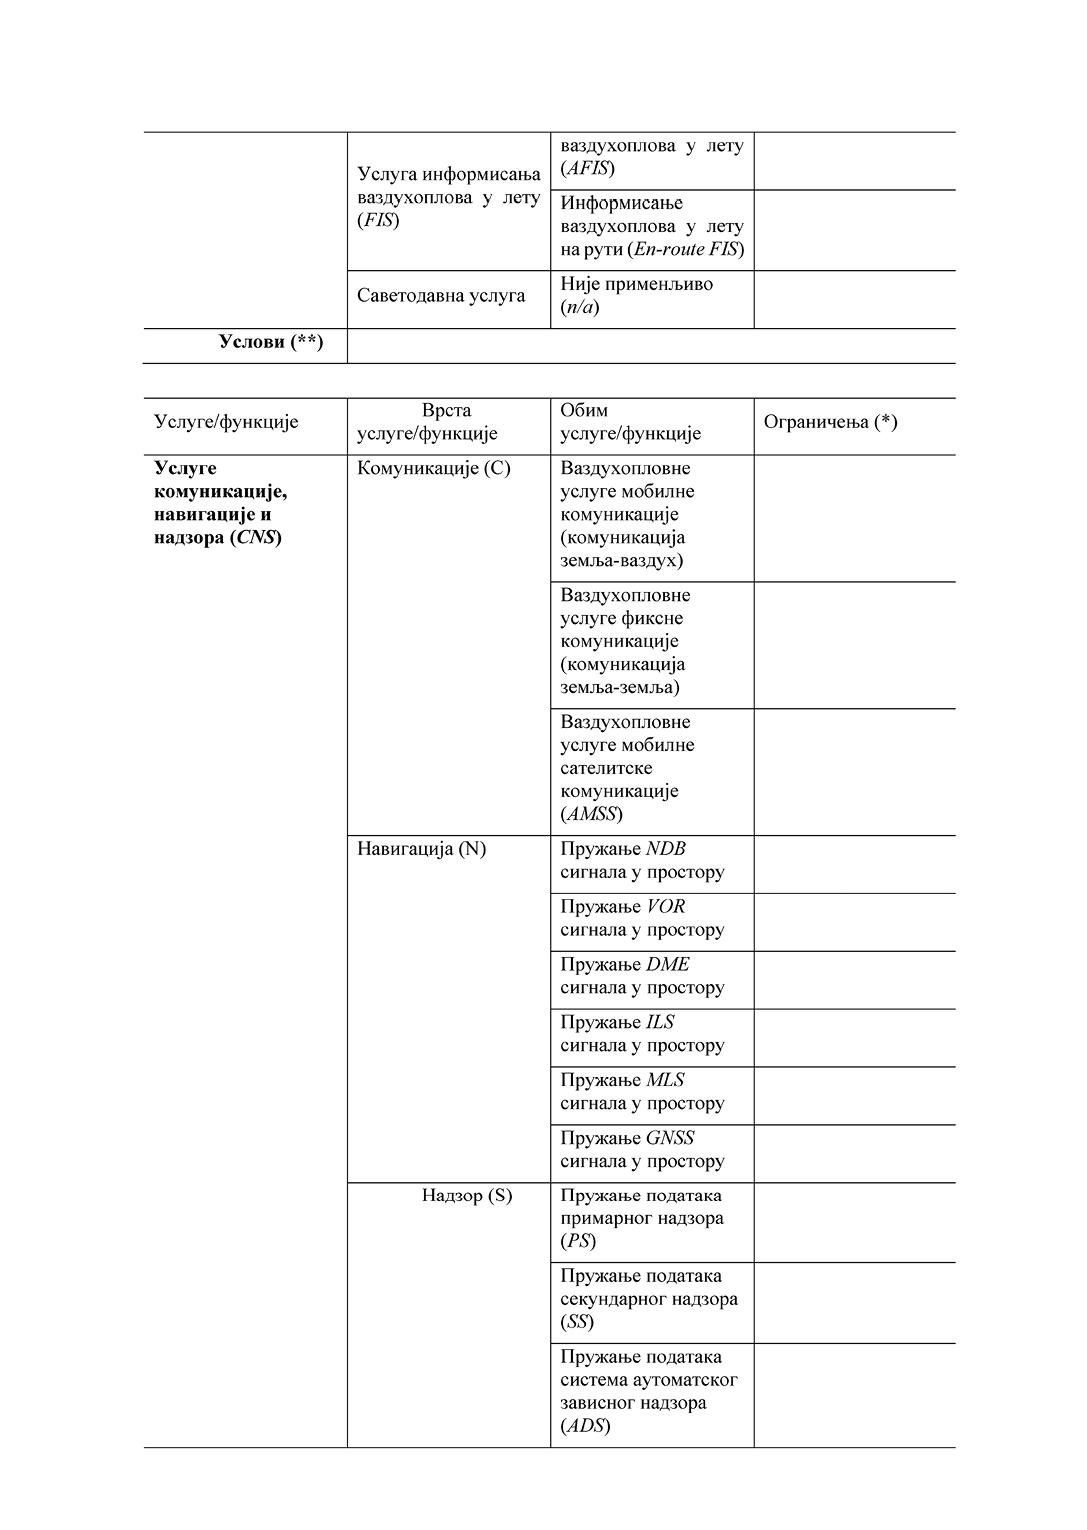 ваздухоплова у лету
(AFIS)
Услуга информисања
ваздухоплова у лету
(FIS)
Информисање
ваздухоплова у лету
на рути (En-route FIS)
Саветодавна услуга
Није применљиво
(n/a)
Услови (**)
Услуге/функције
Врста
услуге/функције
Обим
услуге/функције
Ограничења (*)
Услуге
комуникације,
навигације и
надзора (CNS)
Комуникације (C)
Ваздухопловне
услуге мобилне
комуникације
(комуникација
земља-ваздух)
Ваздухопловне
услуге фиксне
комуникације
(комуникација
земља-земља)
Ваздухопловне
услуге мобилне
сателитске
комуникације
(AMSS)
Навигација (N)
Пружање NDB
сигнала у простору
Пружање VOR
сигнала у простору
Пружање DME
сигнала у простору
Пружање ILS
сигнала у простору
Пружање MLS
сигнала у простору
Пружање GNSS
сигнала у простору
Надзор (S)
Пружање података
примарног надзора
(PS)
Пружање података
секундарног надзора
(SS)
Пружање података
система аутоматског
зависног надзора
(ADS)